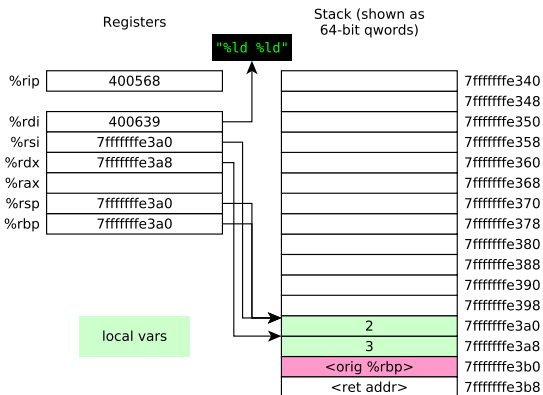 Registers
Stack (shown as
64-bit qwords)
"%ld %ld"
%rip 400568
%rdi 400639
%rsi 7fffffffe3a0
%rdx 7fffffffe3a8
%rax
%rsp 7fffffffe3a0
%rbp 7fffffffe3a0
local vars
7fffffffe340
7fffffffe348
7fffffffe350
7fffffffe358
7fffffffe360
7fffffffe368
7fffffffe370
7fffffffe378
7fffffffe380
7fffffffe388
7fffffffe390
7fffffffe398
2 7fffffffe3a0
3 7fffffffe3a8
<orig %rbp> 7fffffffe3b0
<ret addr> 7fffffffe3b8